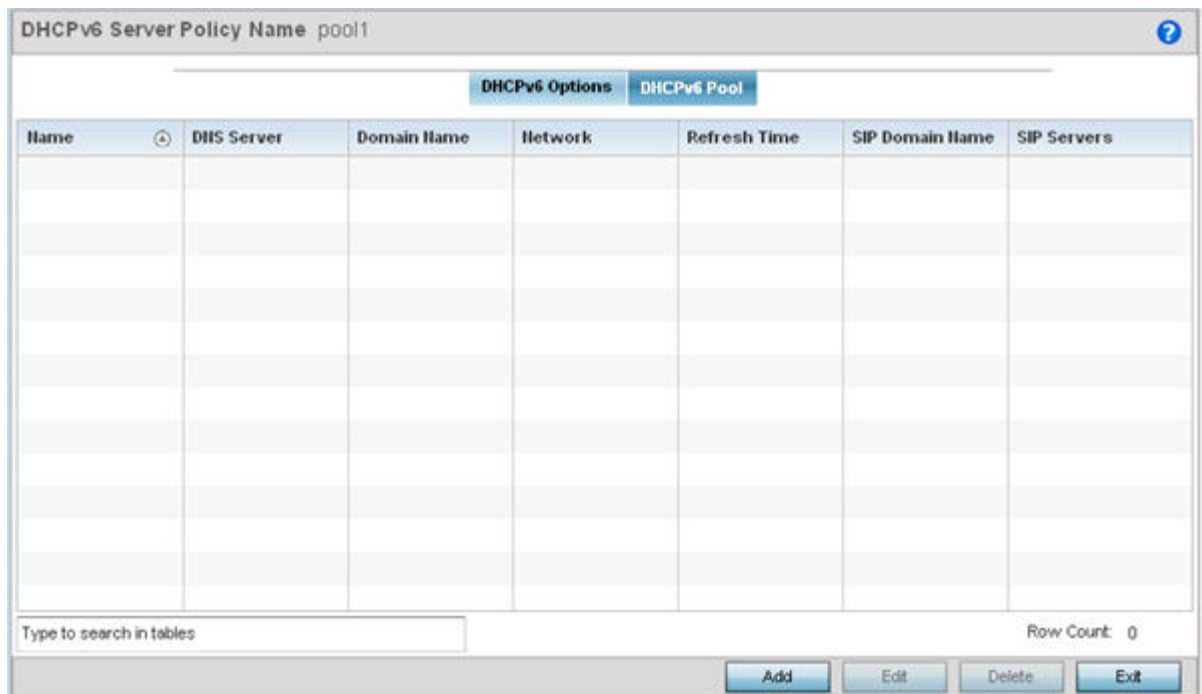 DHCPv6 Server Policy Name pool1
?
DHCPv6 Options DHCPv6 Pool
Name DNS Server Domain Name Network Refresh Time SIP Domain Name SIP Servers
Type to search in tables Row Count: 0
Add Edit Delete Exit